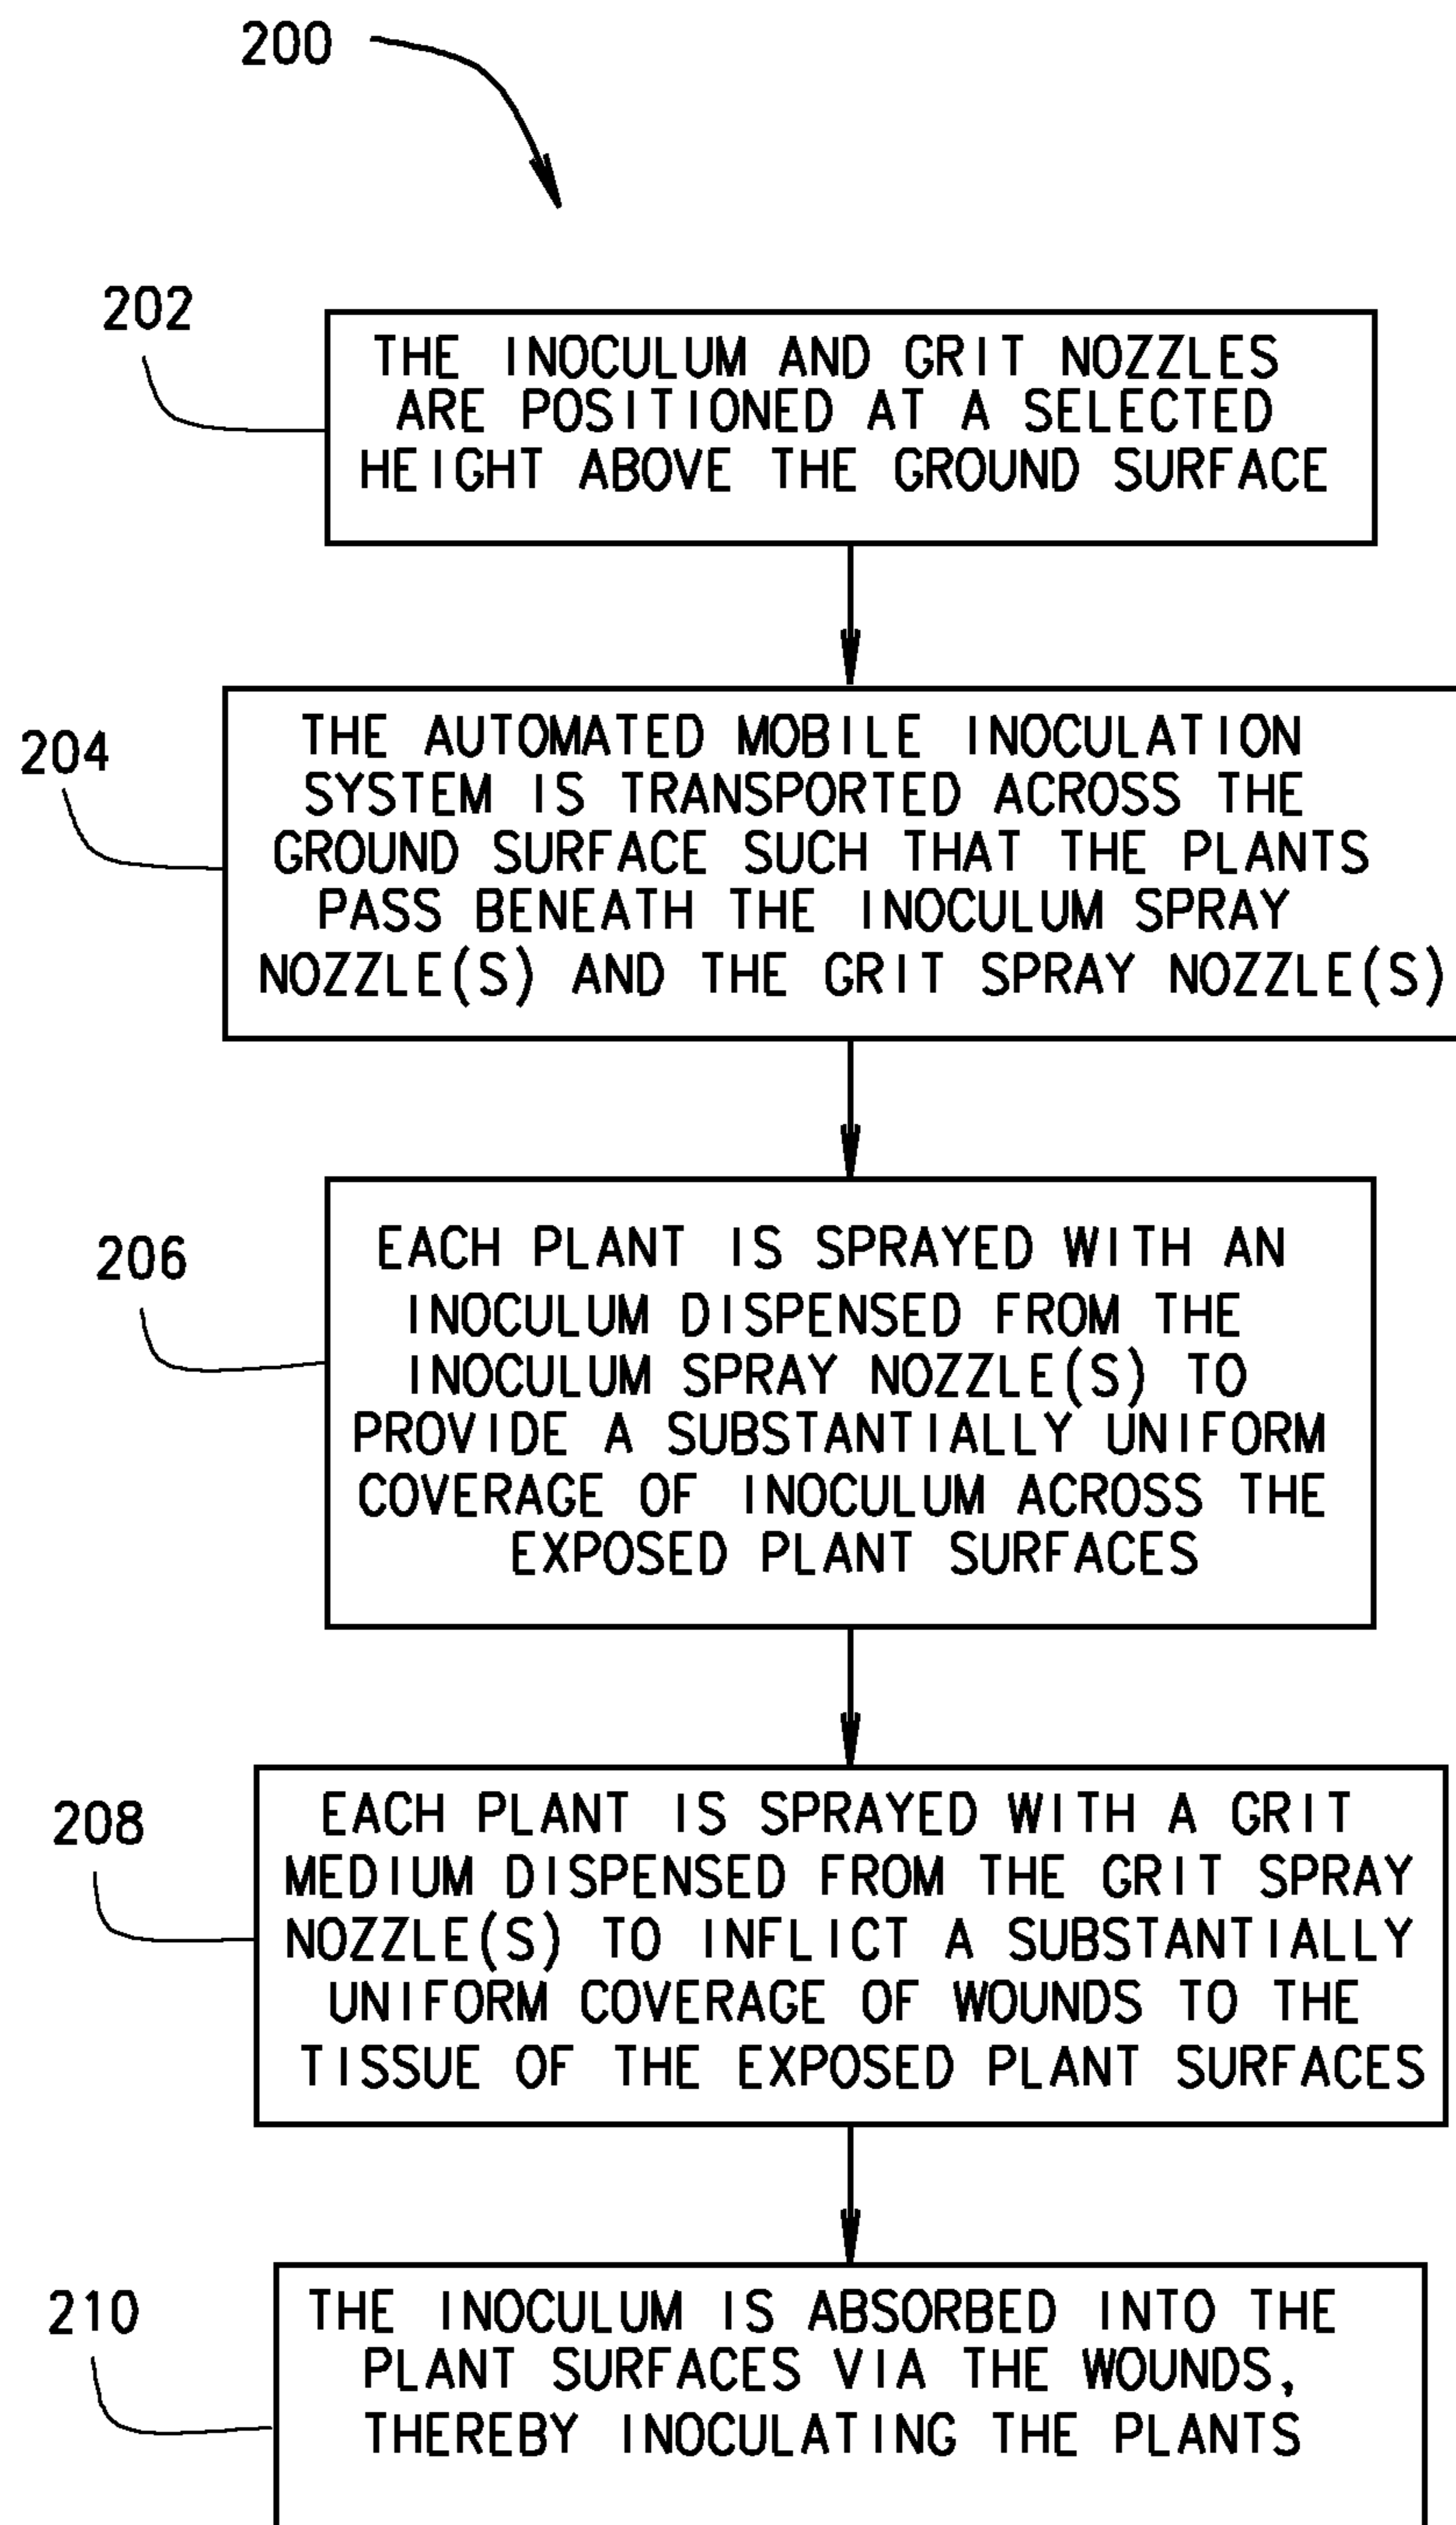 200
202
THE INOCULUM AND GRIT NOZZLES
ARE POSITIONED AT A SELECTED
HEIGHT ABOVE THE GROUND SURFACE
204
THE AUTOMATED MOBILE INOCULATION
SYSTEM IS TRANSPORTED ACROSS THE
GROUND SURFACE SUCH THAT THE PLANTS
PASS BENEATH THE INOCULUM SPRAY
NOZZLE(S) AND THE GRIT SPRAY NOZZLE(S)
206
EACH PLANT IS SPRAYED WITH AN
INOCULUM DISPENSED FROM THE
INOCULUM SPRAY NOZZLE(S) TO
PROVIDE A SUBSTANTIALLY UNIFORM
COVERAGE OF INOCULUM ACROSS THE
EXPOSED PLANT SURFACES
208
EACH PLANT IS SPRAYED WITH A GRIT
MEDIUM DISPENSED FROM THE GRIT SPRAY
NOZZLE(S) TO INFLICT A SUBSTANTIALLY
UNIFORM COVERAGE OF WOUNDS TO THE
TISSUE OF THE EXPOSED PLANT SURFACES
210
THE INOCULUM IS ABSORBED INTO THE
PLANT SURFACES VIA THE WOUNDS,
THEREBY INOCULATING THE PLANTS